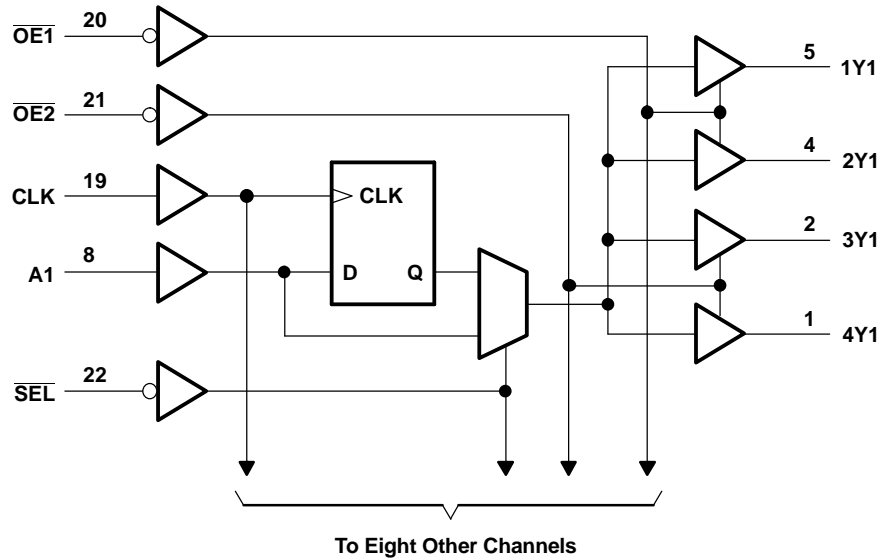 OE1 20
OE2 21
CLK 19
A1 8
SEL 22
CLK
D Q
5 1Y1
4 2Y1
2 3Y1
1 4Y1
To Eight Other Channels